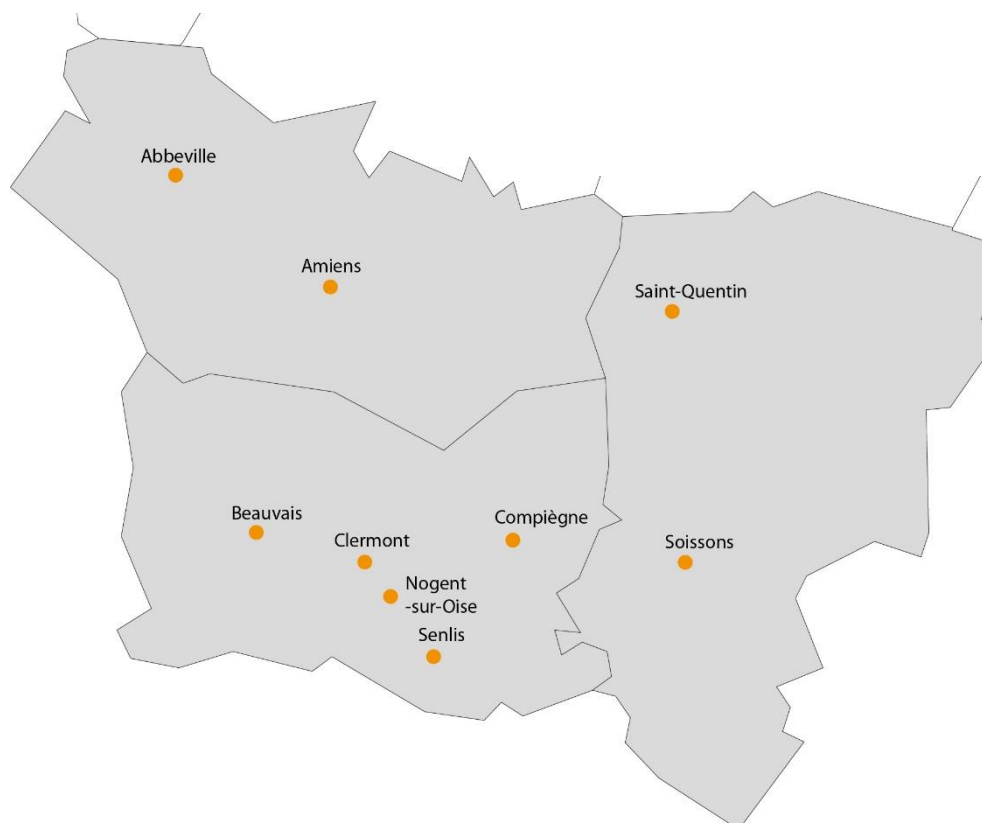 Abbeville
Amiens
Saint-Quentin
Beauvais
Compiègne
Clermont
Soissons
Nogent
-sur-Oise
Senlis